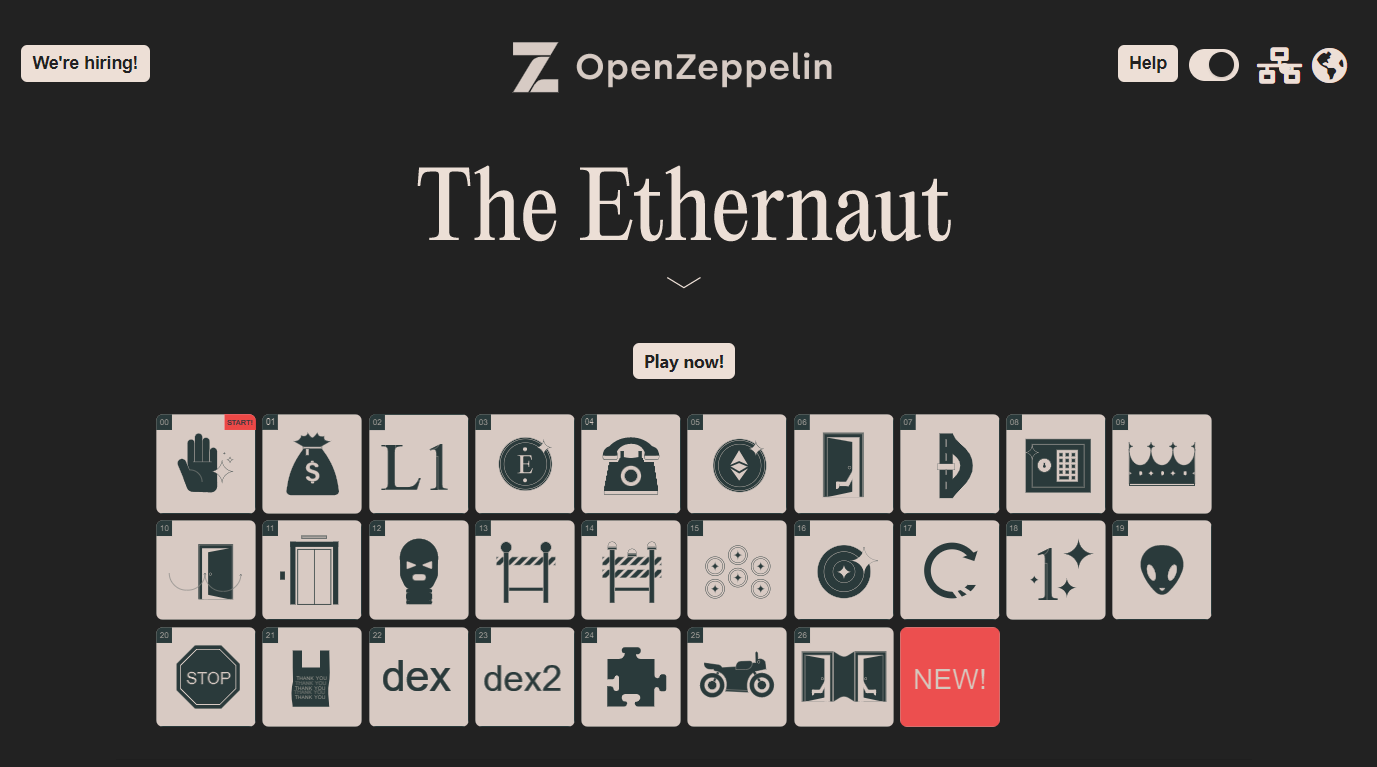 We're hiring!
OpenZeppelin
Help
The Ethernaut
Play now!
00 START! 01 02 03 04 05 06 07 08 09
$ L1 E
10 11 12 13 14 15 16 17 18 19
1
20 21 22 23 24 25 26
STOP
THANK YOU
THANK YOU
THANK YOU
THANK YOU
THANK YOU
dex
dex2
NEW!